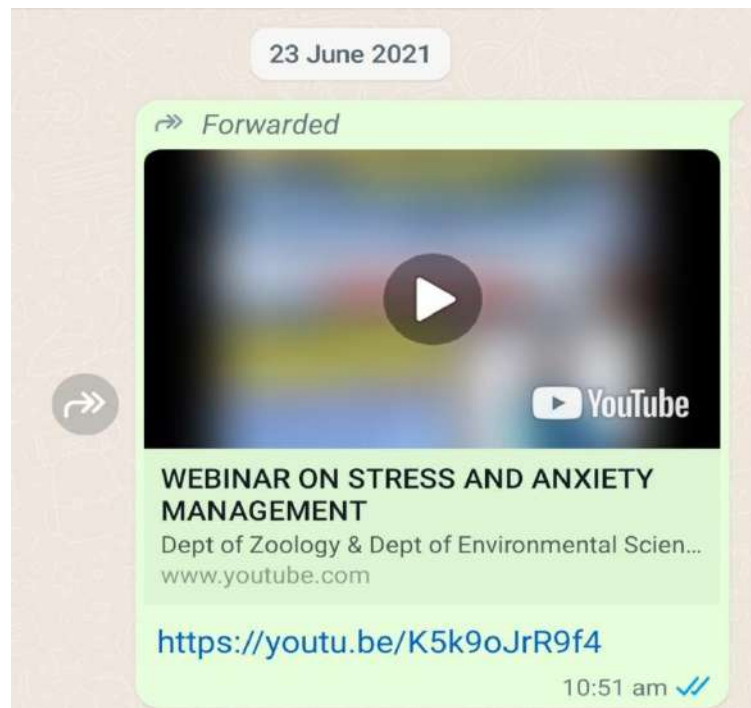 23 June 2021
Forwarded
YouTube
WEBINAR ON STRESS AND ANXIETY
MANAGEMENT
Dept of Zoology & Dept of Environmental Scien...
www.youtube.com
https://youtu.be/K5k9oJrR9f4
10:51 am